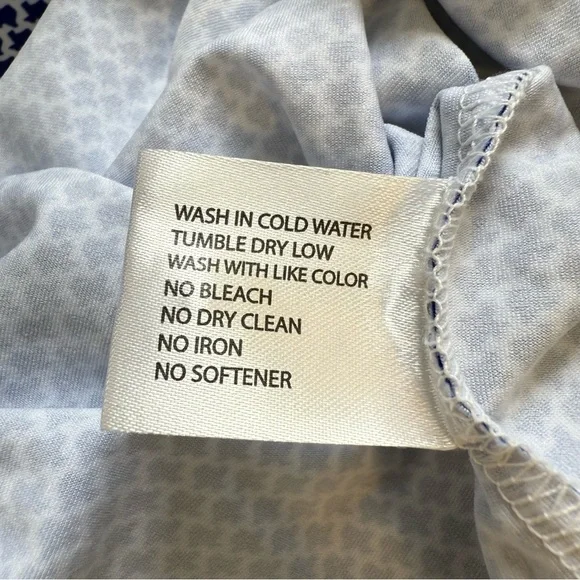 WASH IN COLD WATER
TUMBLE DRY LOW
WASH WITH LIKE COLOR
NO BLEACH
NO DRY CLEAN
NO IRON
NO SOFTENER